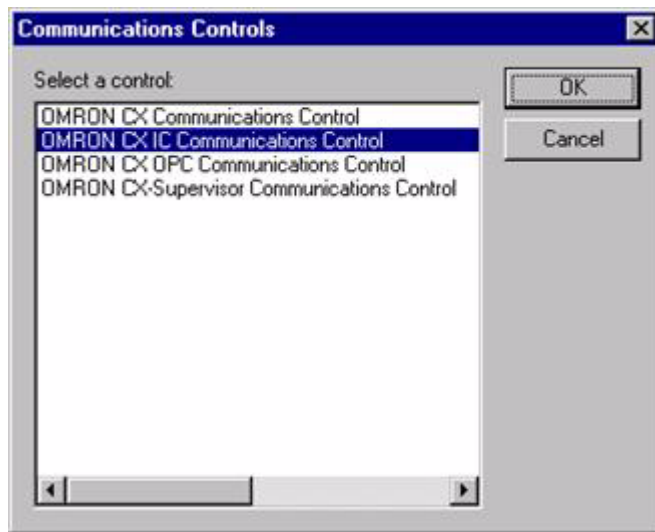 Communications Controls
Select a control:
OMRON CX Communications Control
OMRON CX IC Communications Control
OMRON CX OPC Communications Control
OMRON CX-Supervisor Communications Control
OK
Cancel